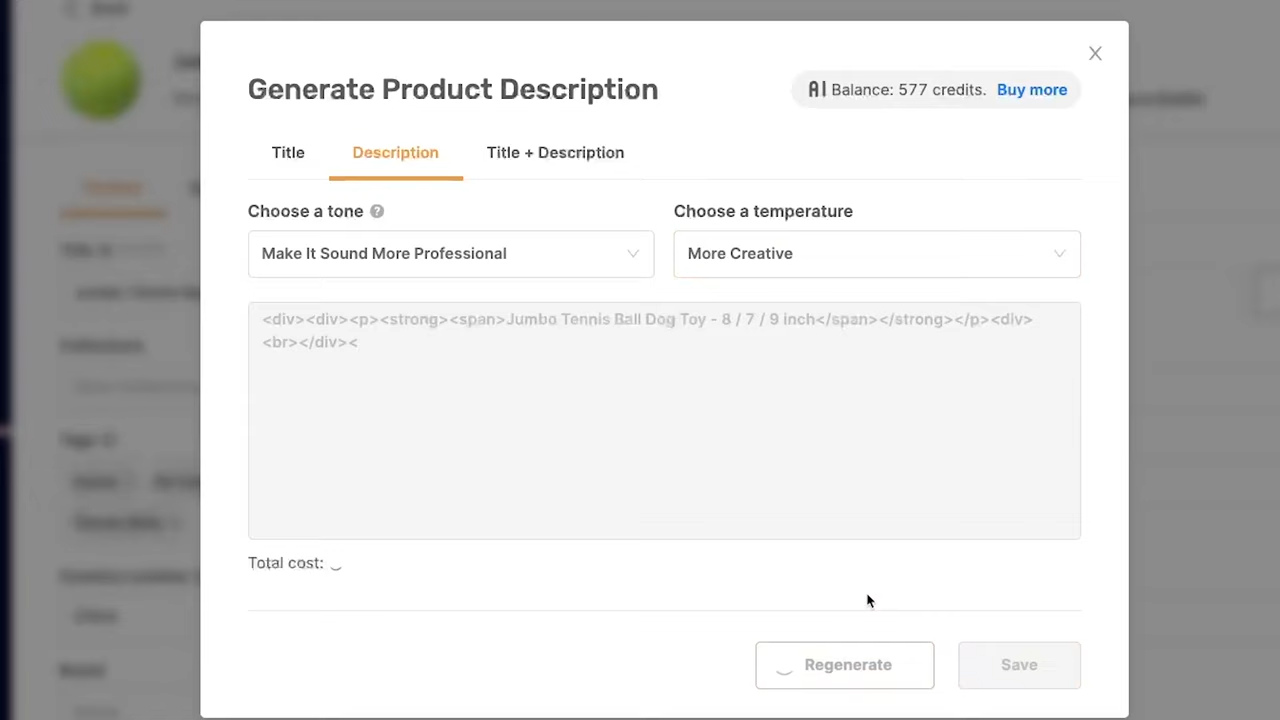 Generate Product Description
AI Balance: 577 credits. Buy more
Title
Description
Title + Description
Choose a tone ?
Choose a temperature
Make It Sound More Professional
More Creative
<div><div><p><strong><span>Jumbo Tennis Ball Dog Toy - 8 / 7 / 9 inch</span></strong></p><div>
<br></div><
Total cost:
Regenerate
Save